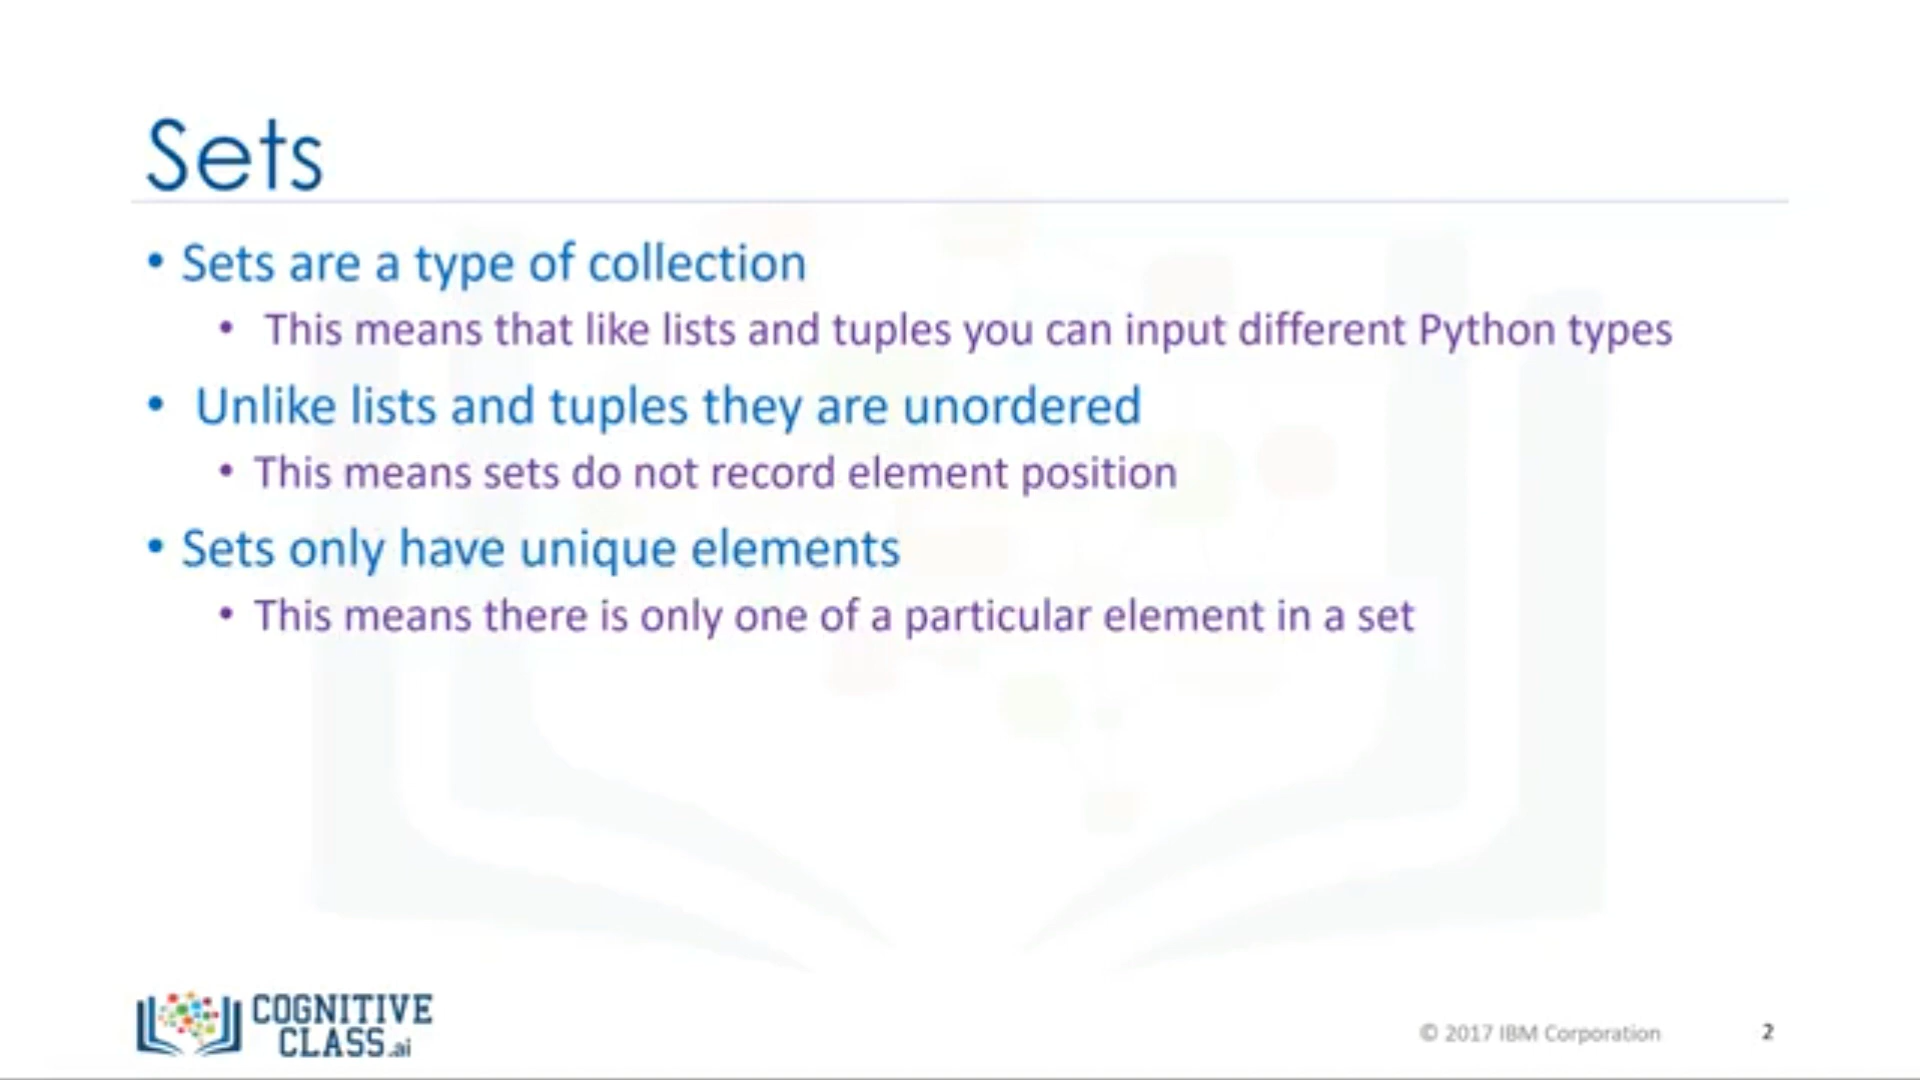 Sets
• Sets are a type of collection
• This means that like lists and tuples you can input different Python types
• Unlike lists and tuples they are unordered
• This means sets do not record element position
• Sets only have unique elements
• This means there is only one of a particular element in a set
COGNITIVE
CLASS.ai
© 2017 IBM Corporation
2